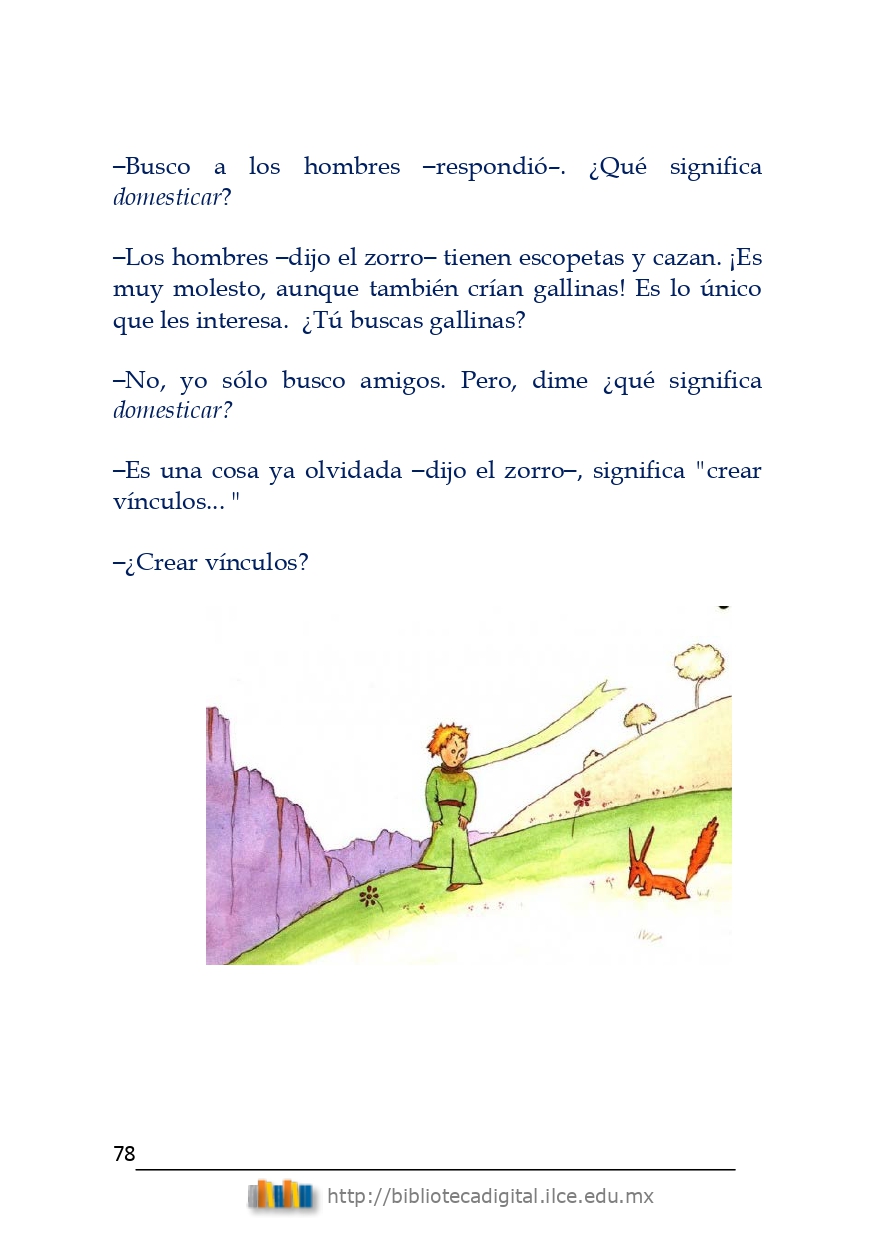 –Busco a los hombres –respondió–. ¿Qué significa
domesticar?
–Los hombres –dijo el zorro– tienen escopetas y cazan. ¡Es
muy molesto, aunque también crían gallinas! Es lo único
que les interesa.  ¿Tú buscas gallinas?
–No, yo sólo busco amigos. Pero, dime ¿qué significa
domesticar?
–Es una cosa ya olvidada –dijo el zorro–, significa "crear
vínculos... "
–¿Crear vínculos?
78
http://bibliotecadigital.ilce.edu.mx